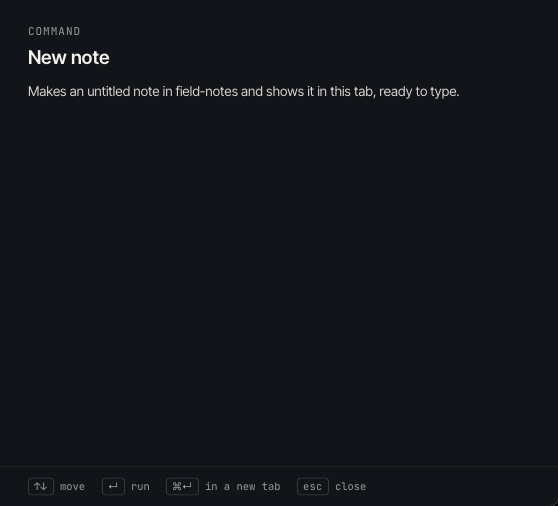 COMMAND
New note
Makes an untitled note in field-notes and shows it in this tab, ready to type.
↑↓ move ↵ run ⌘↵ in a new tab esc close